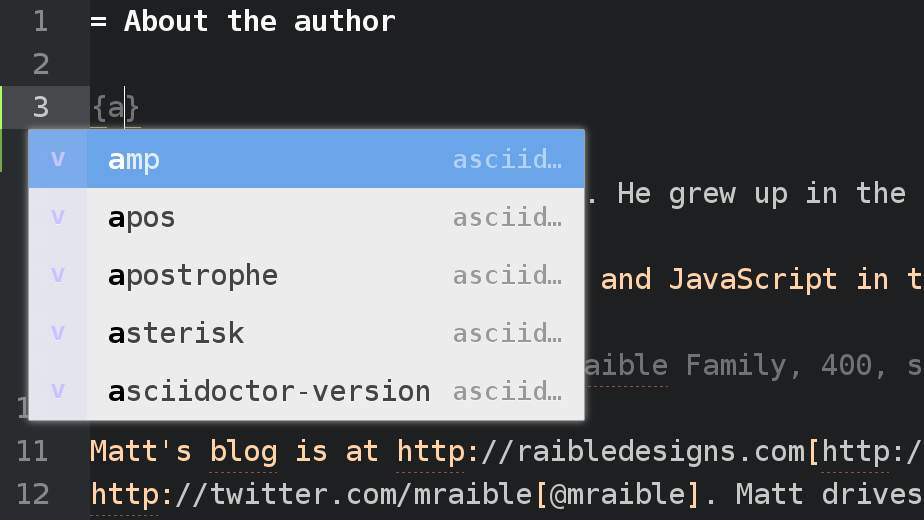 1 = About the author
2
3 {a}
v amp asciid…
v apos asciid…
. He grew up in the
v apostrophe asciid…
and JavaScript in t
v asterisk asciid…
aible Family, 400, s
v asciidoctor-version asciid…
11 Matt's blog is at http://raibledesigns.com[http:/
12 http://twitter.com/mraible[@mraible]. Matt drives